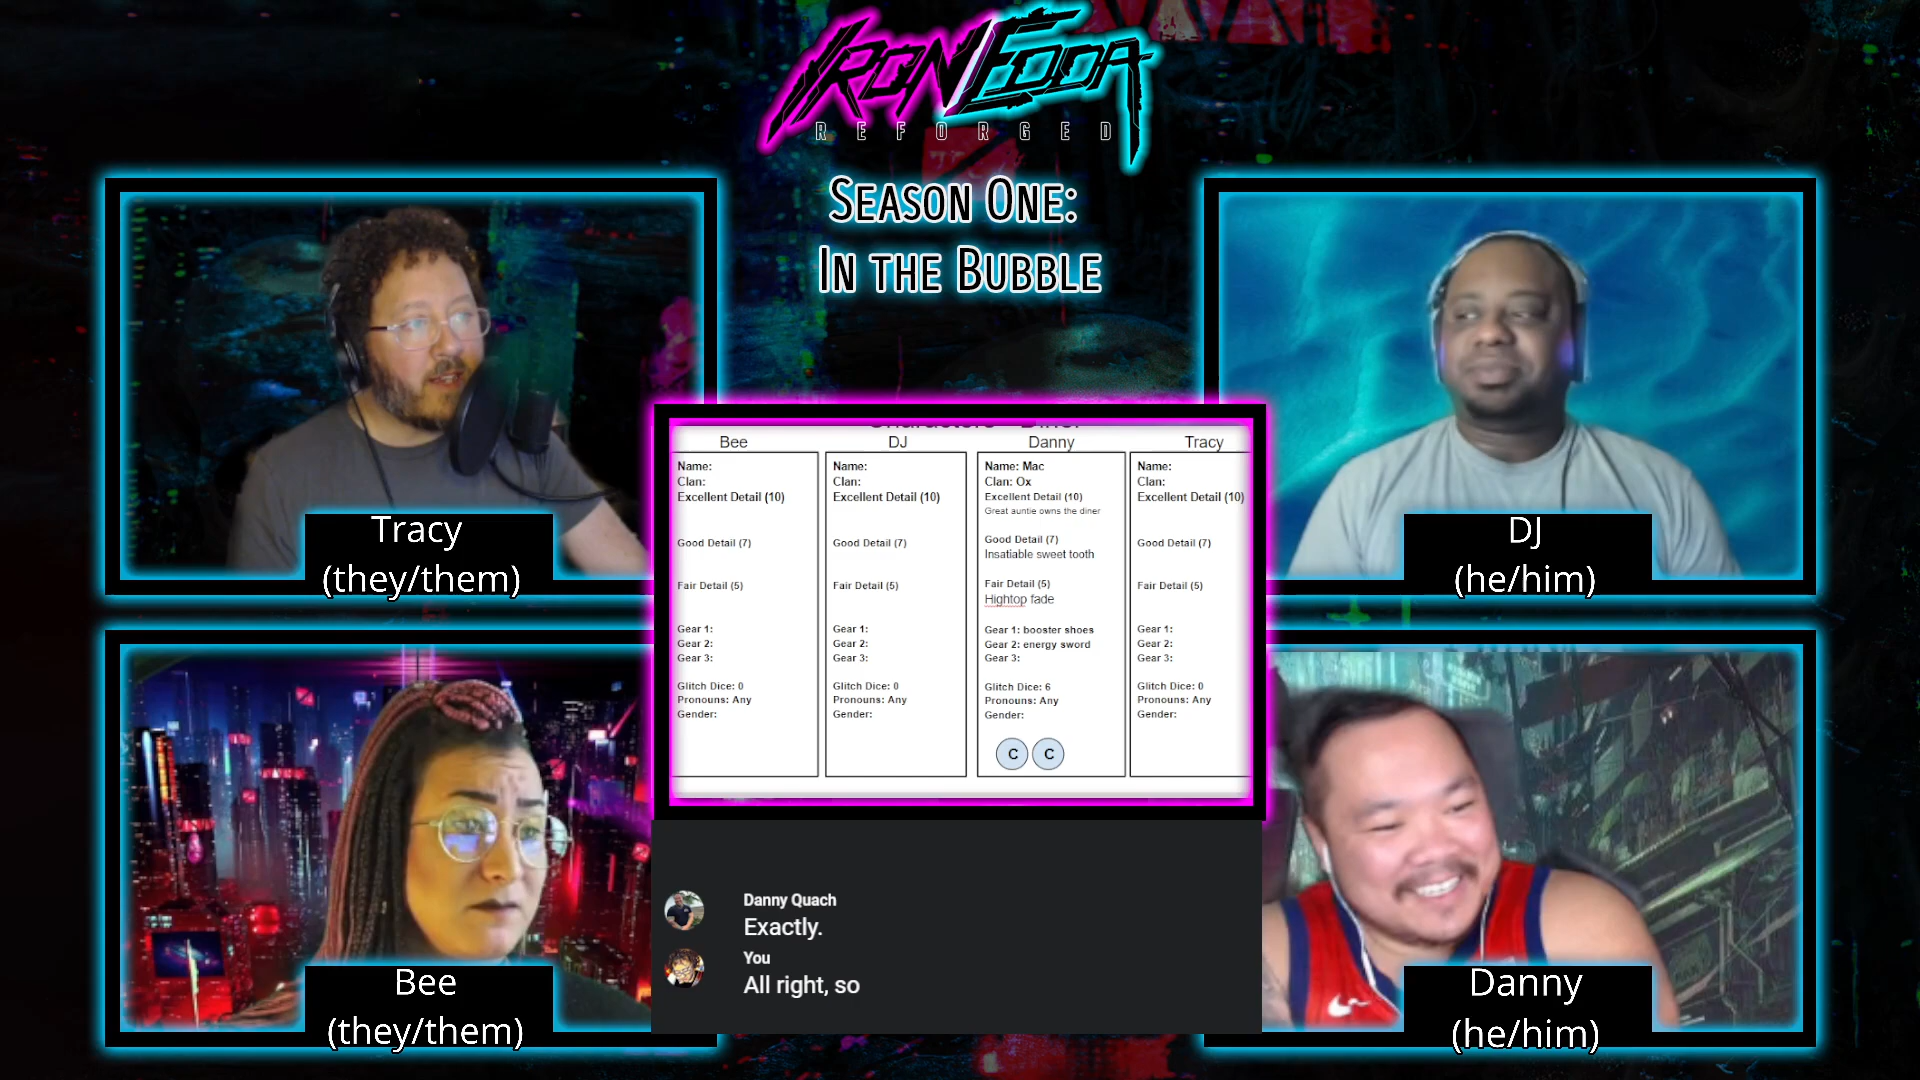 IRON EDDA
REFORGED
SEASON ONE:
IN THE BUBBLE
Tracy
(they/them)
DJ
(he/him)
Characters - Diner
Bee
Name:
Clan:
Excellent Detail (10)
Good Detail (7)
Fair Detail (5)
Gear 1:
Gear 2:
Gear 3:
Glitch Dice: 0
Pronouns: Any
Gender:
DJ
Name:
Clan:
Excellent Detail (10)
Good Detail (7)
Fair Detail (5)
Gear 1:
Gear 2:
Gear 3:
Glitch Dice: 0
Pronouns: Any
Gender:
Danny
Name: Mac
Clan: Ox
Excellent Detail (10)
Great auntie owns the diner
Good Detail (7)
Insatiable sweet tooth
Fair Detail (5)
Hightop fade
Gear 1: booster shoes
Gear 2: energy sword
Gear 3:
Glitch Dice: 6
Pronouns: Any
Gender:
C C
Tracy
Name:
Clan:
Excellent Detail (10)
Good Detail (7)
Fair Detail (5)
Gear 1:
Gear 2:
Gear 3:
Glitch Dice: 0
Pronouns: Any
Gender:
Danny Quach
Exactly.
You
All right, so
Bee
(they/them)
Danny
(he/him)